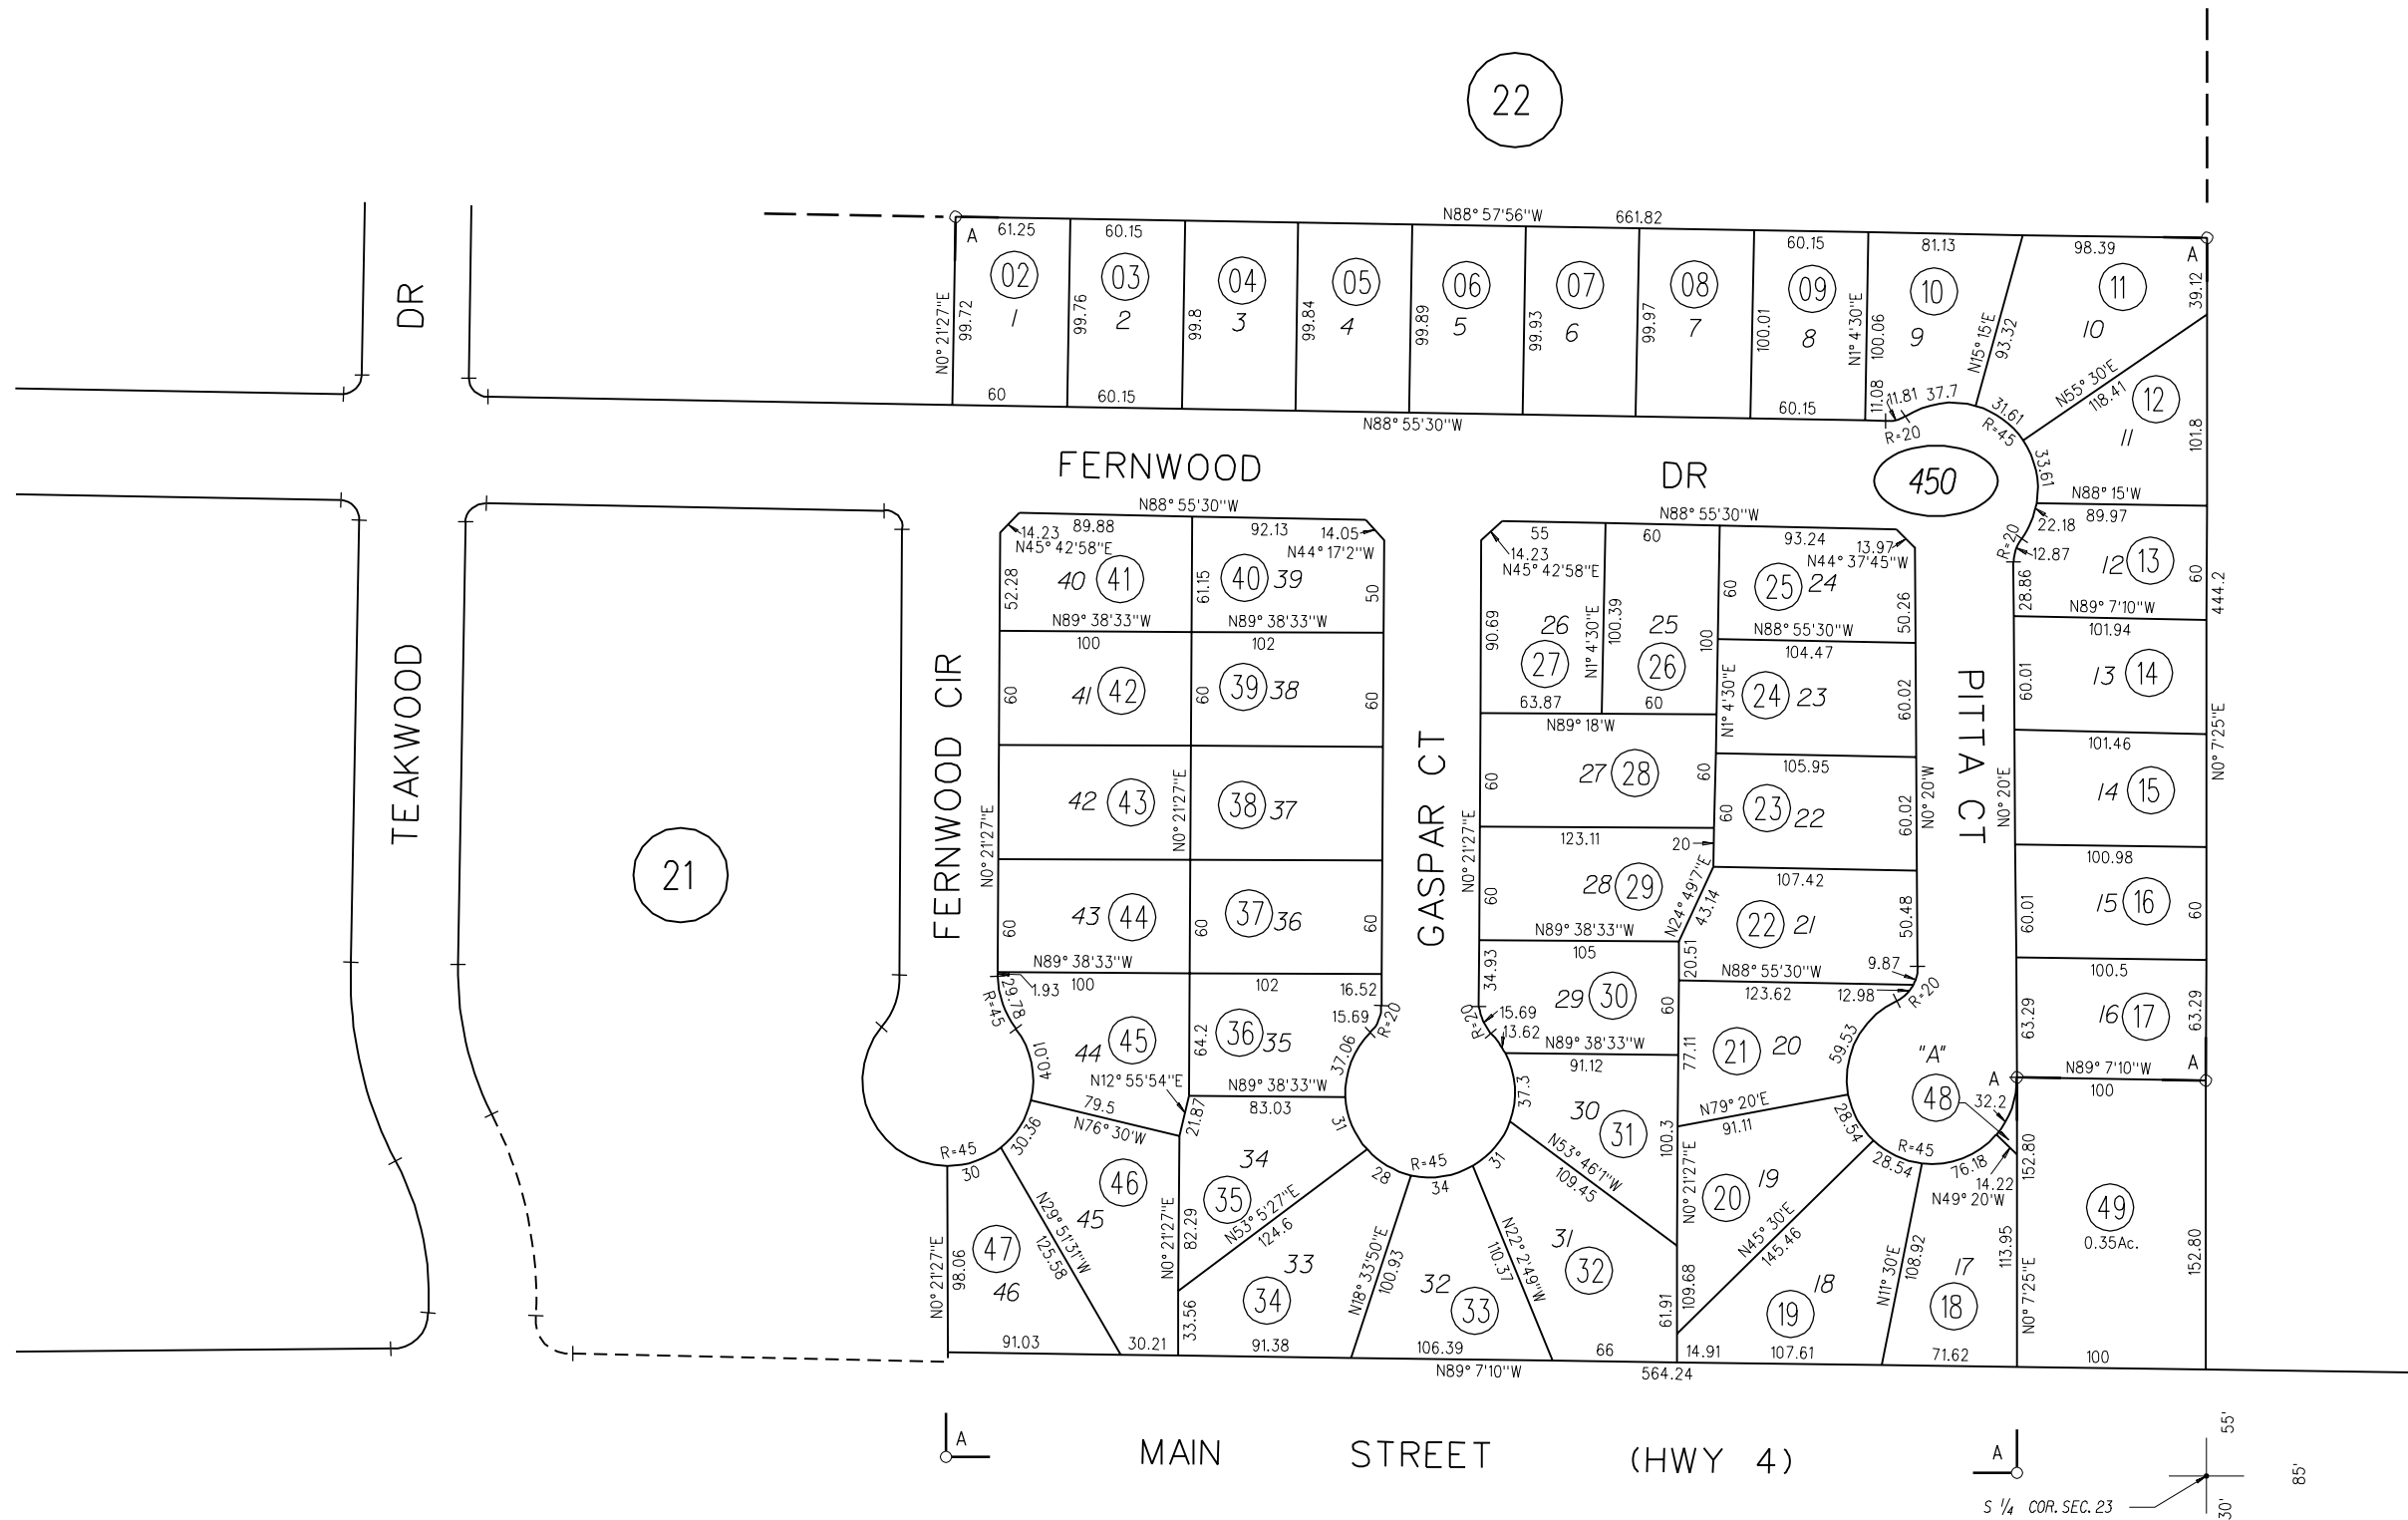 22
N88° 57'56"W 661.82
A 61.25 60.15 60.15 81.13 98.39 A
02 03 04 05 06 07 08 09 10 11
1 2 3 4 5 6 7 8 9 10
N0° 21'27"E 99.72 99.76 99.8 99.84 99.89 99.93 99.97 100.01 N1° 4'30"E 100.06 N15° 15'E 93.32 39.12
N55° 30'E 118.41
12
11
101.8
60 60.15 60.15 11.08 11.81 37.7 31.61
N88° 55'30"W
R=20 R=45 33.61
DR
FERNWOOD DR
450
N88° 15'W
22.18 89.97
R=20 12.87
12 13
60
28.86
N89° 7'10"W
444.2
101.94
N88° 55'30"W
14.23 89.88 92.13 14.05
N45° 42'58"E N44° 17'2"W
40 41 40 39
52.28 61.15 50
N89° 38'33"W N89° 38'33"W
100 102
41 42 39 38
60 60 60
42 43 38 37
N0° 21'27"E N0° 21'27"E
43 44 37 36
60 60 60
N89° 38'33"W
1.93 100 102 16.52
29.78 R=45
15.69 R=20
44 45 36 35
40.01 64.2 37.06
N12° 55'54"E N89° 38'33"W
79.5 21.87 83.03
N76° 30'W
30.36 31
R=45
30
34
46 35
45
N29° 51'31"W 125.58
N0° 21'27"E 82.29
N53° 5'27"E 124.6
28 R=45 34 31
47
46
N0° 21'27"E 98.06
33
34
33.56
N18° 33'50"E 100.93
32
33
N22° 2'49"W 110.37
91.03 30.21 91.38 106.39 66 14.91 107.61 71.62 100
N89° 7'10"W 564.24
TEAKWOOD
21
FERNWOOD CIR
GASPAR CT
PITTA CT
N88° 55'30"W
55 60 93.24 13.97
14.23
N45° 42'58"E N44° 37'45"W
26 25 25 24
27 26
90.69 N1° 4'30"E 100.39 100 60 50.26
N88° 55'30"W
104.47
63.87 60
N89° 18'W
N1° 4'30"E 24 23
60.02
27 28
60 60
105.95
23 22
60 60.02 N0° 20'W N0° 20'E
123.11 20
28 29
60
N24° 49'7"E 43.14
107.42
22 21
50.48
N89° 38'33"W
105
N0° 21'27"E
34.93 20.51
N88° 55'30"W 9.87
123.62 12.98 R=20
29 30
60
R=20 15.69
13.62
N89° 38'33"W
91.12
77.11 21 20
59.53
30 31
37.3 100.3
N53° 46'1"W 109.45
N79° 20'E
91.11
28.54 R=45 28.54
19
20
N0° 21'27"E
31
32
N45° 30'E 145.46
61.91 109.68
18
19
N11° 30'E 108.92
17
18
"A"
48
32.2
76.18
14.22
N49° 20'W
113.95
N0° 7'25"E
152.80
13 14
60.01
101.46
14 15
N0° 7'25"E
100.98
15 16
60.01 60
100.5
16 17
63.29 63.29
A N89° 7'10"W A
100
49
0.35Ac.
152.80
A
MAIN STREET (HWY 4)
A
S 1/4 COR. SEC. 23
55'
85'
30'